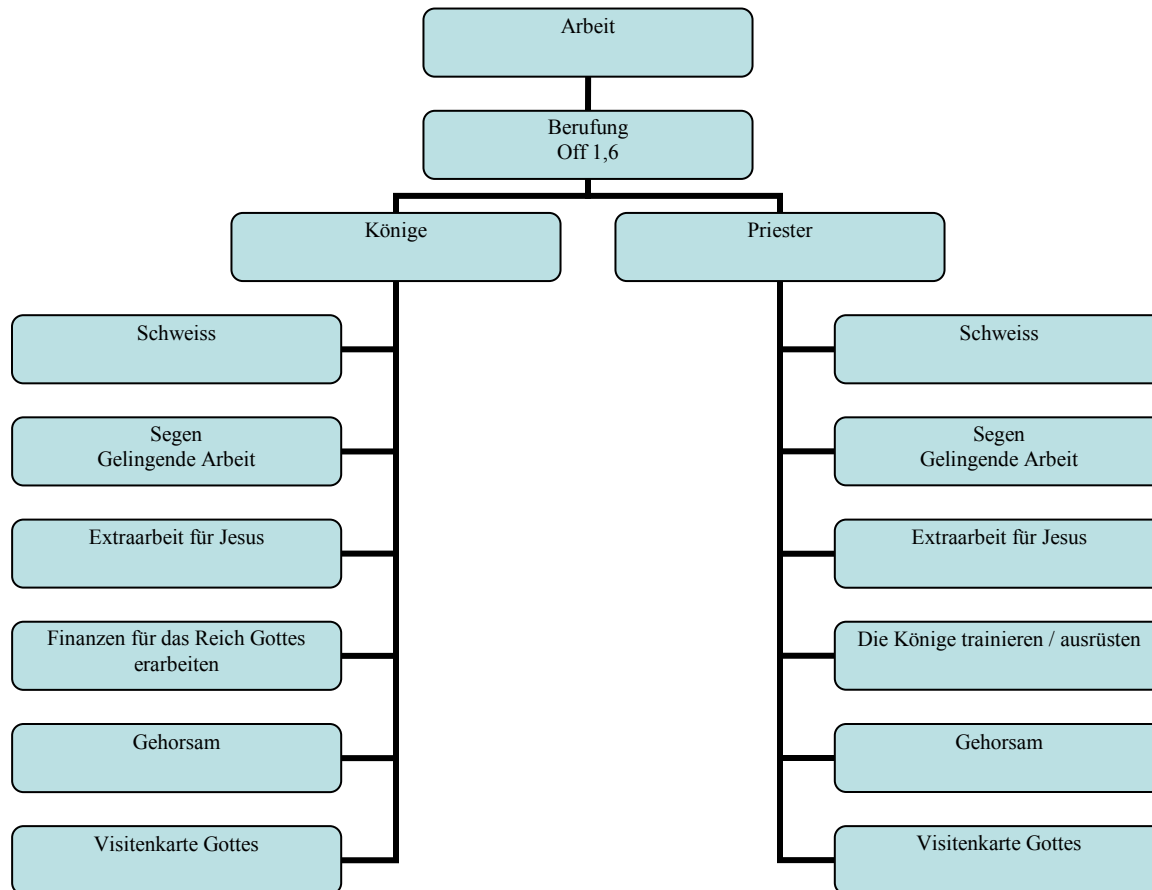 Arbeit
Berufung
Off 1,6
Könige
Priester
Schweiss
Segen
Gelingende Arbeit
Extraarbeit für Jesus
Finanzen für das Reich Gottes
erarbeiten
Gehorsam
Visitenkarte Gottes
Schweiss
Segen
Gelingende Arbeit
Extraarbeit für Jesus
Die Könige trainieren / ausrüsten
Gehorsam
Visitenkarte Gottes